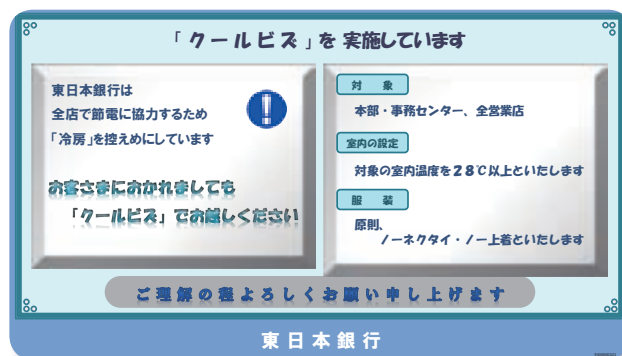 「クールビズ」を 実施しています
東日本銀行は
全店で節電に協力するため
「冷房」を控えめにしています
お客さまにおかれましても
「クールビズ」でお越しください
対 象
本部・事務センター、全営業店
室内の設定
対象の室内温度を28℃以上といたします
服 装
原則、
ノーネクタイ・ノー上着といたします
ご理解の程よろしくお願い申し上げます
東日本銀行